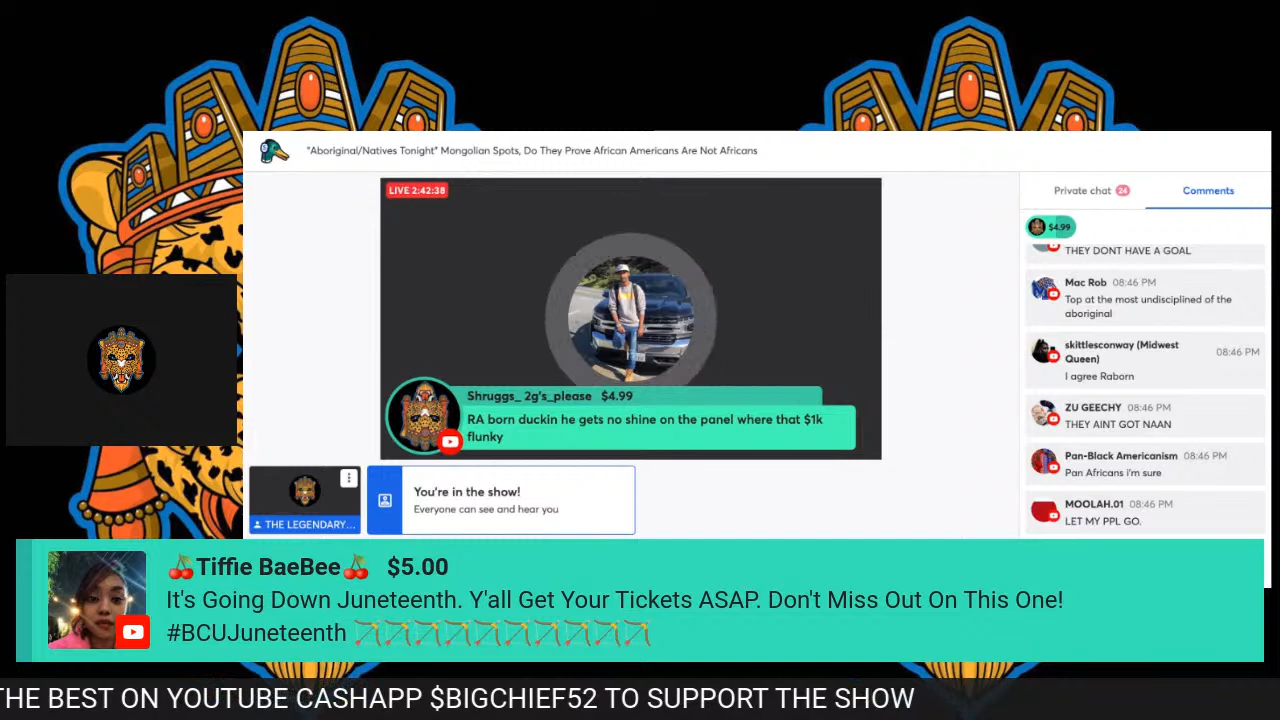 "Aboriginal/Natives Tonight" Mongolian Spots, Do They Prove African Americans Are Not Africans
LIVE 2:42:38
Shruggs_ 2g's_please $4.99
RA born duckin he gets no shine on the panel where that $1k
flunky
THE LEGENDARY...
You're in the show!
Everyone can see and hear you
Private chat 24
Comments
$4.99
THEY DONT HAVE A GOAL
Mac Rob 08:46 PM
Top at the most undisciplined of the
aboriginal
skittlesconway (Midwest
Queen) 08:46 PM
I agree Raborn
ZU GEECHY 08:46 PM
THEY AINT GOT NAAN
Pan-Black Americanism 08:46 PM
Pan Africans i'm sure
MOOLAH.01 08:46 PM
LET MY PPL GO.
🍒Tiffie BaeBee🍒 $5.00
It's Going Down Juneteenth. Y'all Get Your Tickets ASAP. Don't Miss Out On This One!
#BCUJuneteenth 🏹🏹🏹🏹🏹🏹🏹🏹🏹🏹
THE BEST ON YOUTUBE CASHAPP $BIGCHIEF52 TO SUPPORT THE SHOW